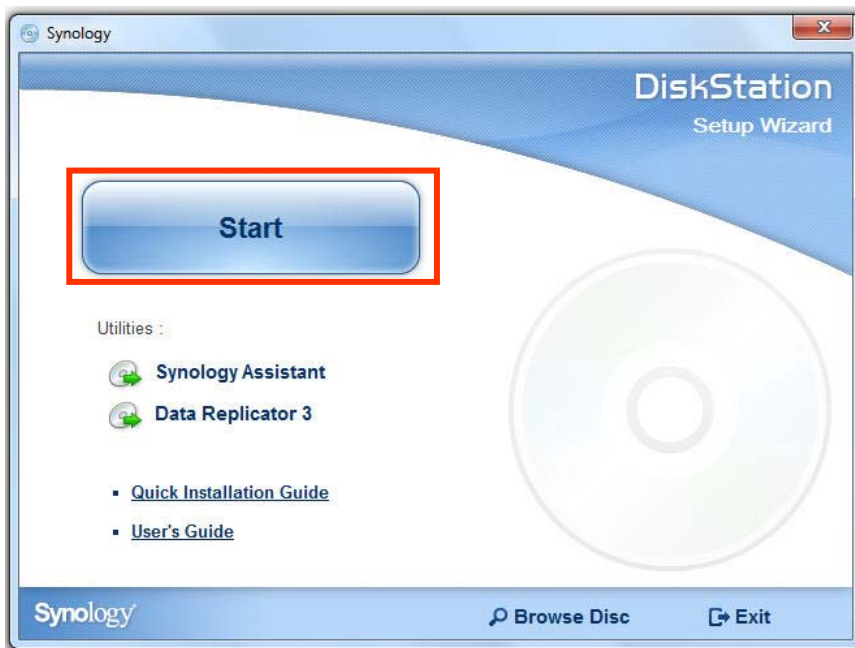 Synology
DiskStation
Setup Wizard
Start
Utilities :
Synology Assistant
Data Replicator 3
Quick Installation Guide
User's Guide
Synology
Browse Disc
Exit